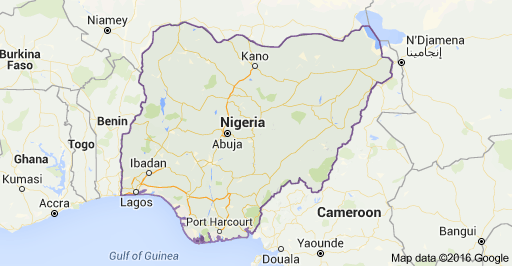 Niamey
Burkina
Faso
Kano
N'Djamena
إنجامينا
Benin
Nigeria
Abuja
Togo
Ghana
Ibadan
Kumasi
Accra
Lagos
Port Harcourt
Cameroon
Bangui
Gulf of Guinea
Yaounde
Douala
Map data ©2016 Google